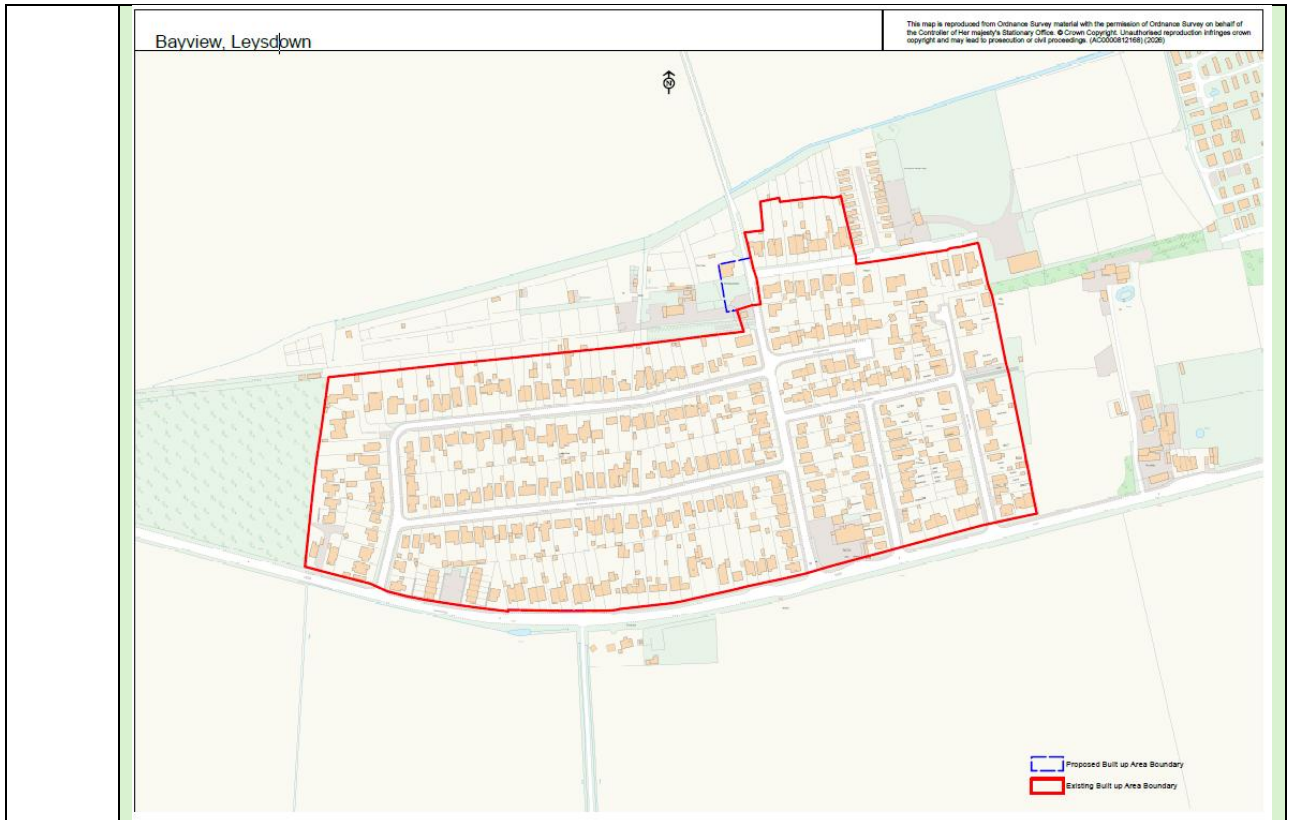 Bayview, Leysdown
This map is reproduced from Ordnance Survey material with the permission of Ordnance Survey on behalf of
the Controller of Her majesty's Stationary Office. © Crown Copyright. Unauthorised reproduction infringes crown
copyright and may lead to prosecution or civil proceedings. (AC0000812168) (2026)
N
Proposed Built up Area Boundary
Existing Built up Area Boundary